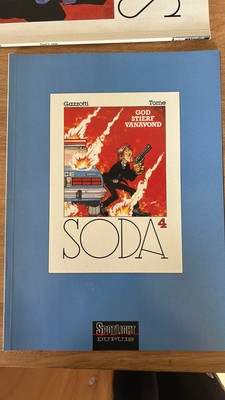 Gazzotti Tome
GOD
STIERF
VANAVOND
4
SODA
SPOTLIGHT
DUPUIS